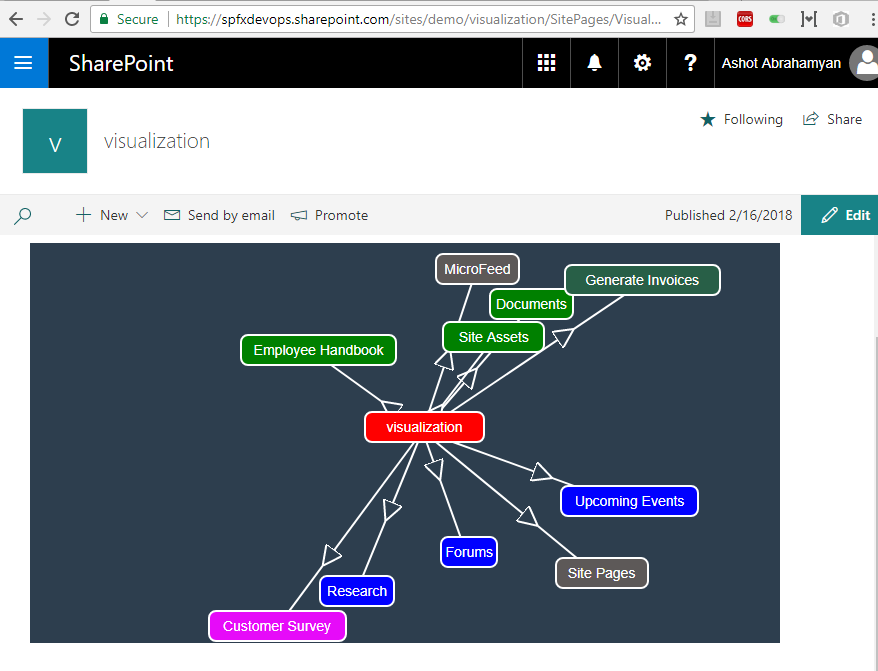 Secure https://spfxdevops.sharepoint.com/sites/demo/visualization/SitePages/Visual...
CORS
SharePoint
? Ashot Abrahamyan
V visualization
Following Share
New Send by email Promote Published 2/16/2018 Edit
MicroFeed
Generate Invoices
Documents
Site Assets
Employee Handbook
visualization
Upcoming Events
Forums
Site Pages
Research
Customer Survey